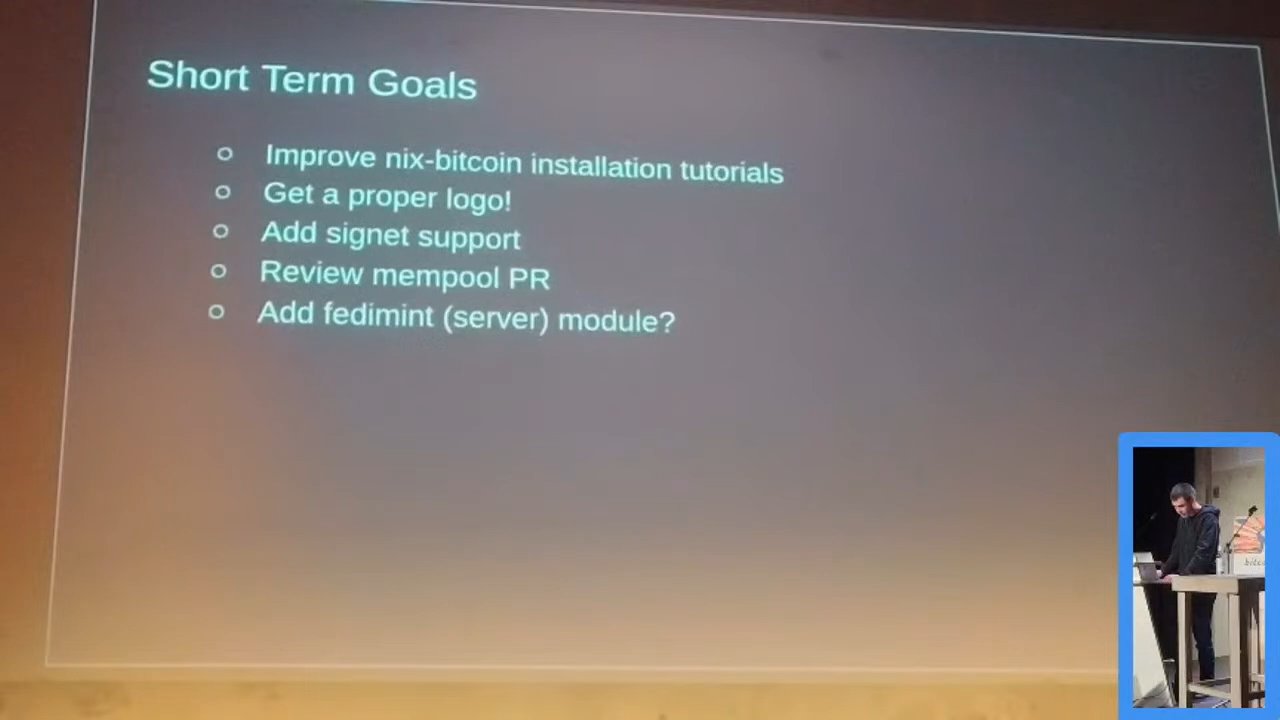 Short Term Goals
Improve nix-bitcoin installation tutorials
Get a proper logo!
Add signet support
Review mempool PR
Add fedimint (server) module?